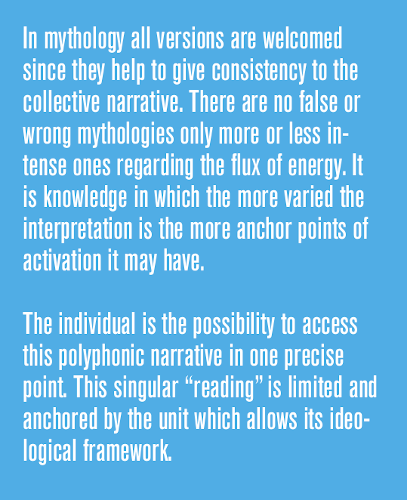 In mythology all versions are welcomed
since they help to give consistency to the
collective narrative. There are no false or
wrong mythologies only more or less in-
tense ones regarding the flux of energy. It
is knowledge in which the more varied the
interpretation is the more anchor points of
activation it may have.

The individual is the possibility to access
this polyphonic narrative in one precise
point. This singular “reading” is limited and
anchored by the unit which allows its ideo-
logical framework.